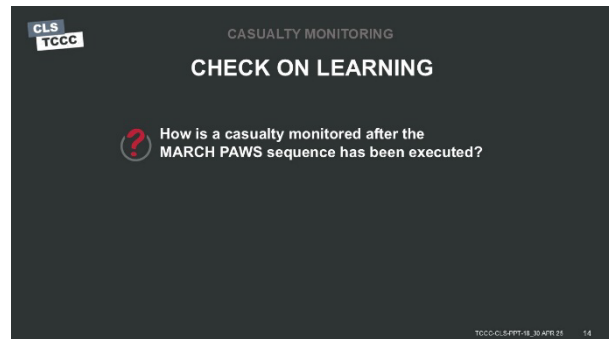 CLS
TCCC
CASUALTY MONITORING
CHECK ON LEARNING
How is a casualty monitored after the
MARCH PAWS sequence has been executed?
TCCC-CLS-PPT-18_30 APR 25 14